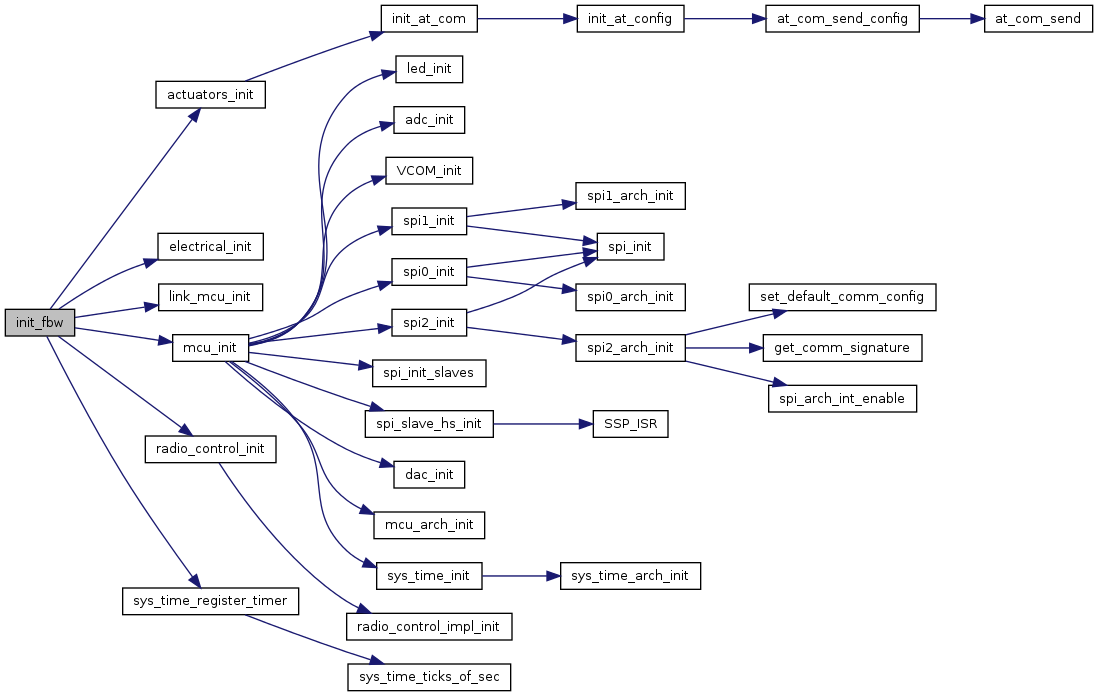 init_fbw
actuators_init
electrical_init
link_mcu_init
mcu_init
radio_control_init
sys_time_register_timer
init_at_com
led_init
adc_init
VCOM_init
spi1_init
spi0_init
spi2_init
spi_init_slaves
spi_slave_hs_init
dac_init
mcu_arch_init
sys_time_init
radio_control_impl_init
sys_time_ticks_of_sec
init_at_config
spi1_arch_init
spi_init
spi0_arch_init
spi2_arch_init
SSP_ISR
sys_time_arch_init
at_com_send_config
set_default_comm_config
get_comm_signature
spi_arch_int_enable
at_com_send